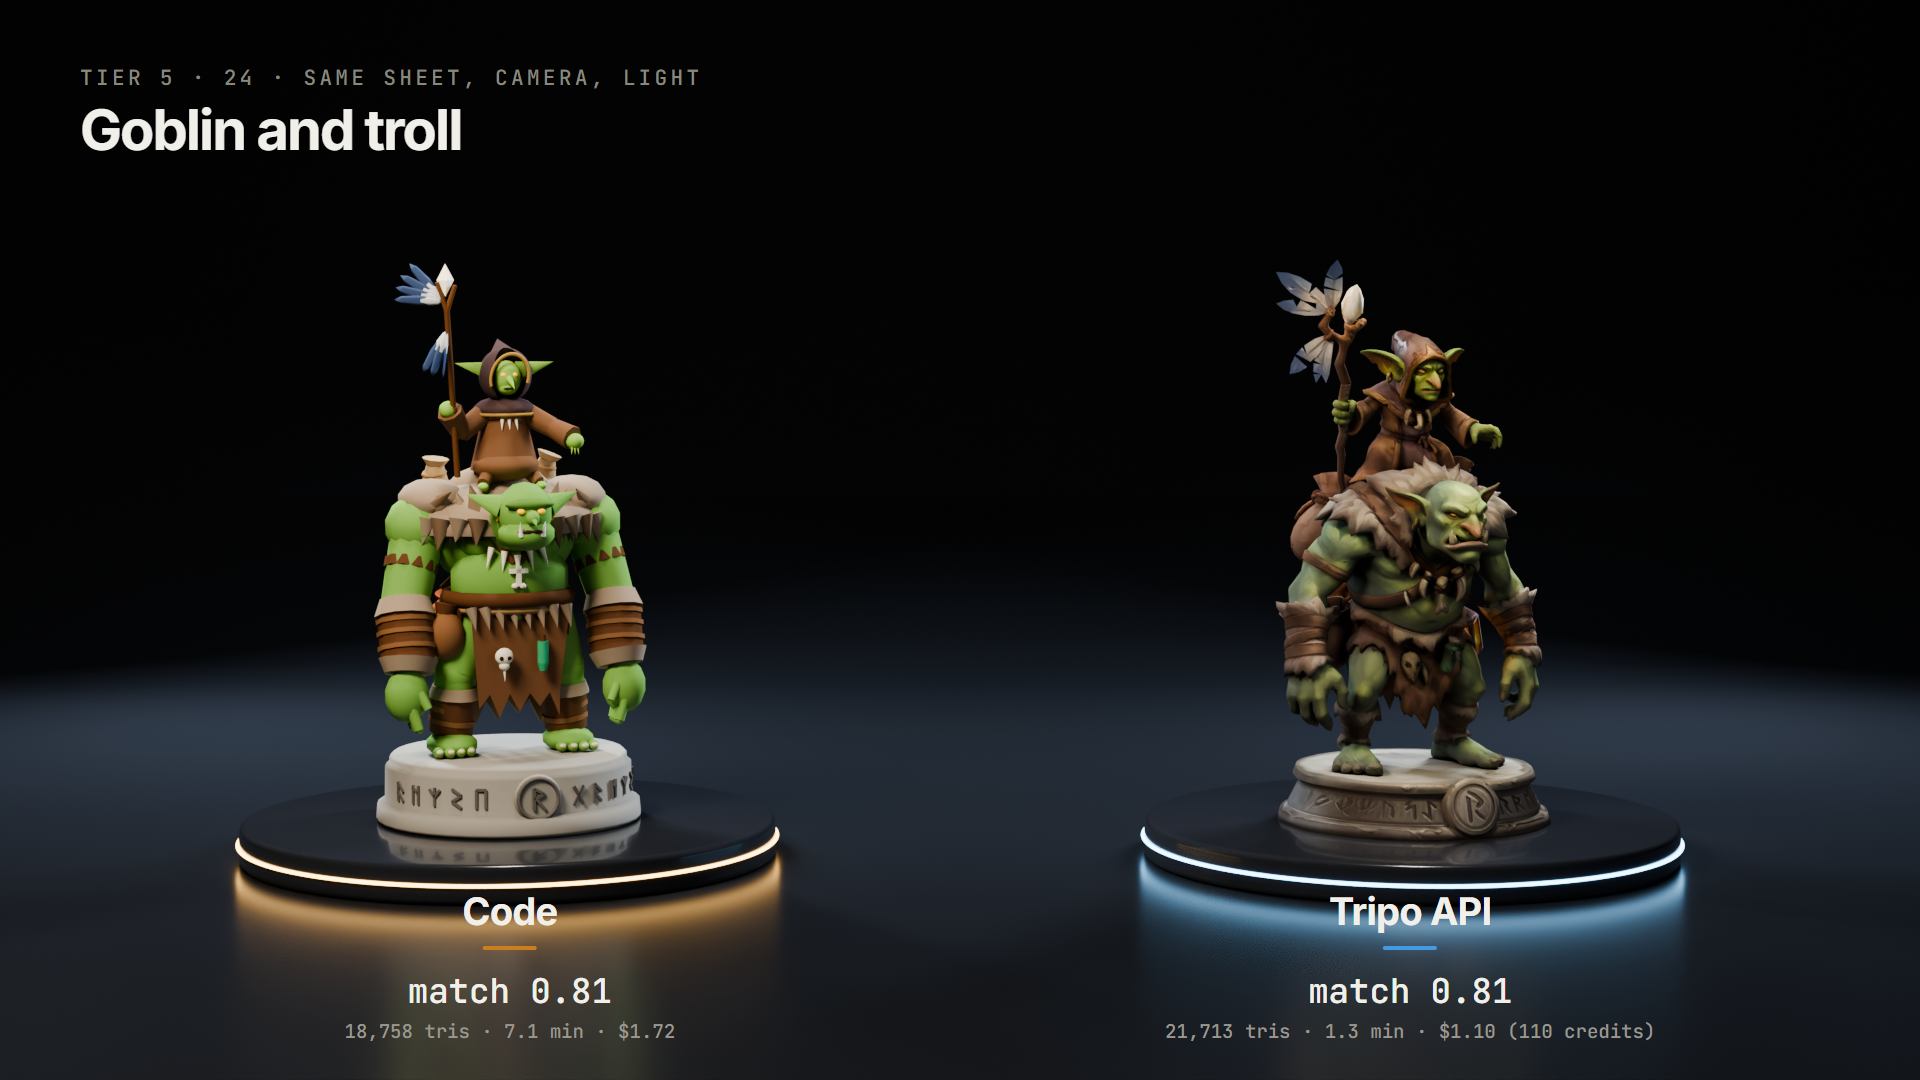 TIER 5 · 24 · SAME SHEET, CAMERA, LIGHT
Goblin and troll
Code
match 0.81
18,758 tris · 7.1 min · $1.72
Tripo API
match 0.81
21,713 tris · 1.3 min · $1.10 (110 credits)